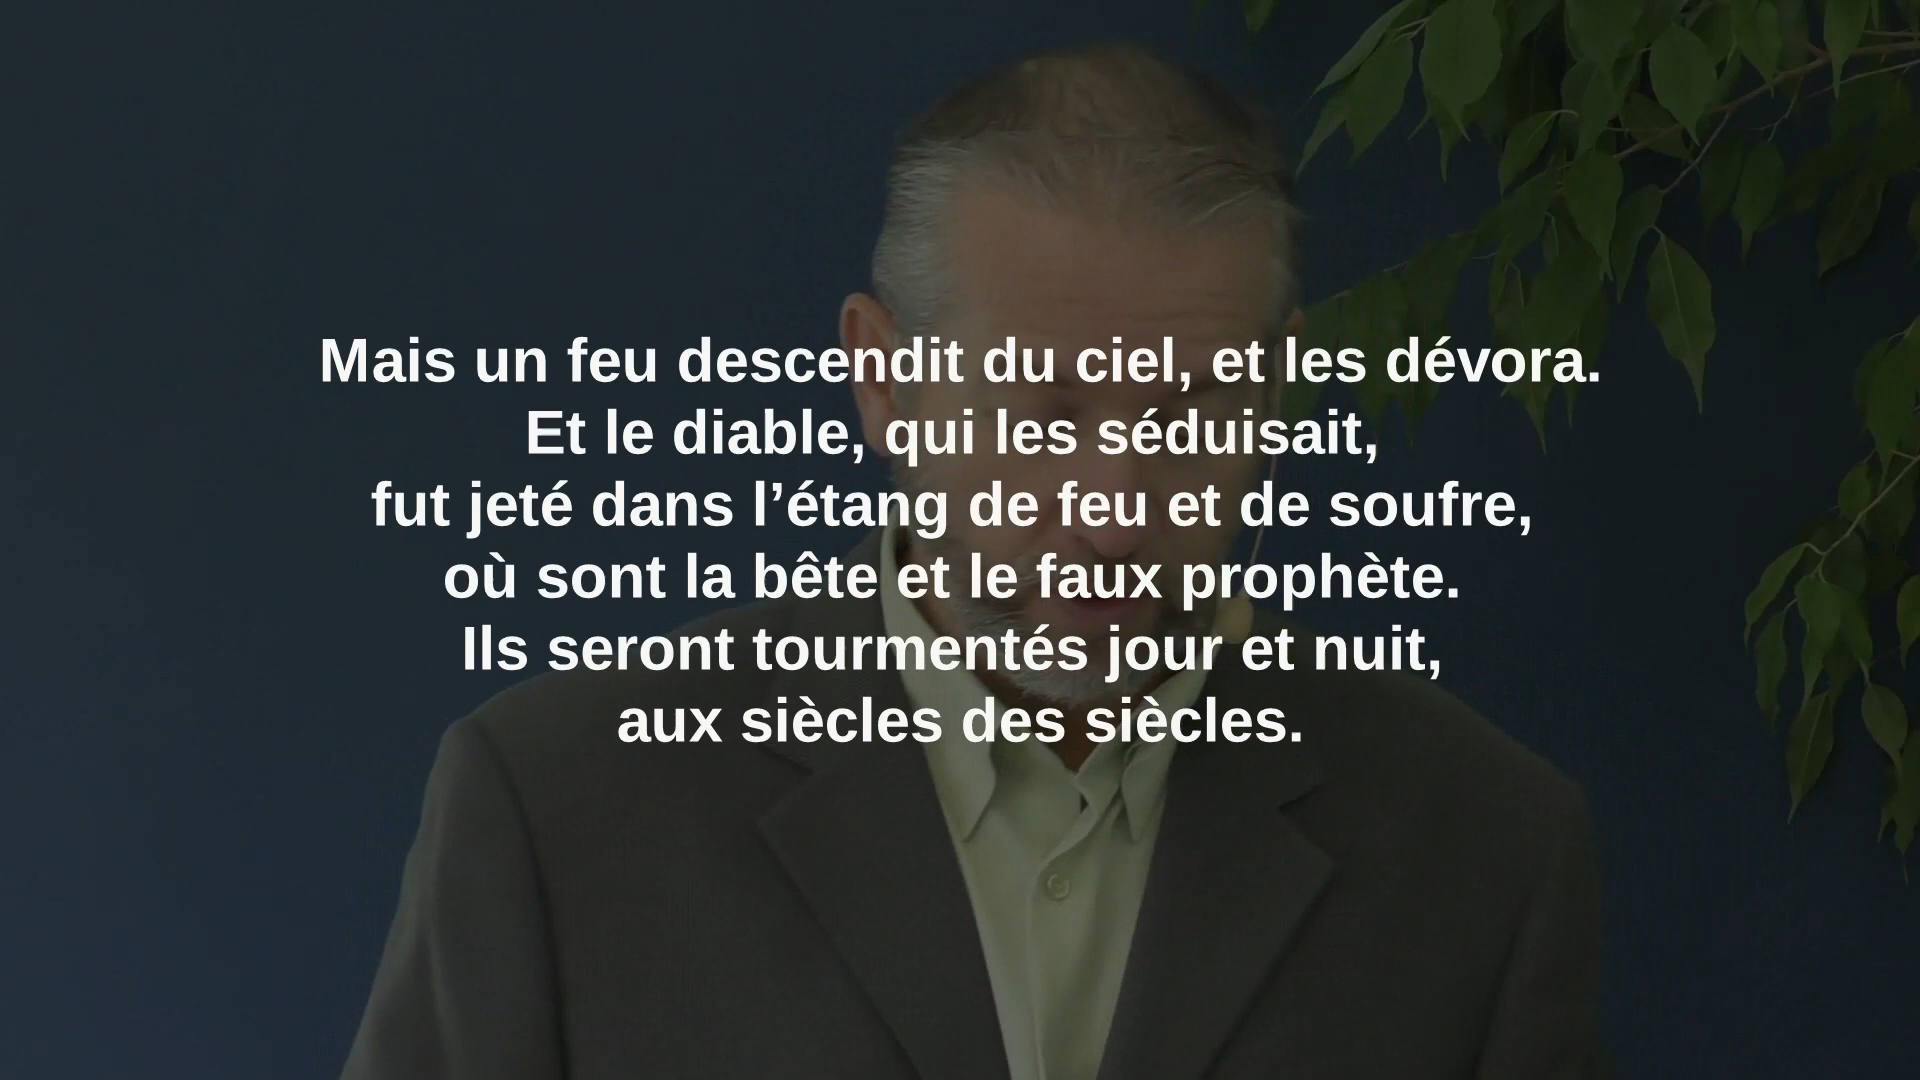 Mais un feu descendit du ciel, et les dévora.
Et le diable, qui les séduisait,
fut jeté dans l’étang de feu et de soufre,
où sont la bête et le faux prophète.
Ils seront tourmentés jour et nuit,
aux siècles des siècles.